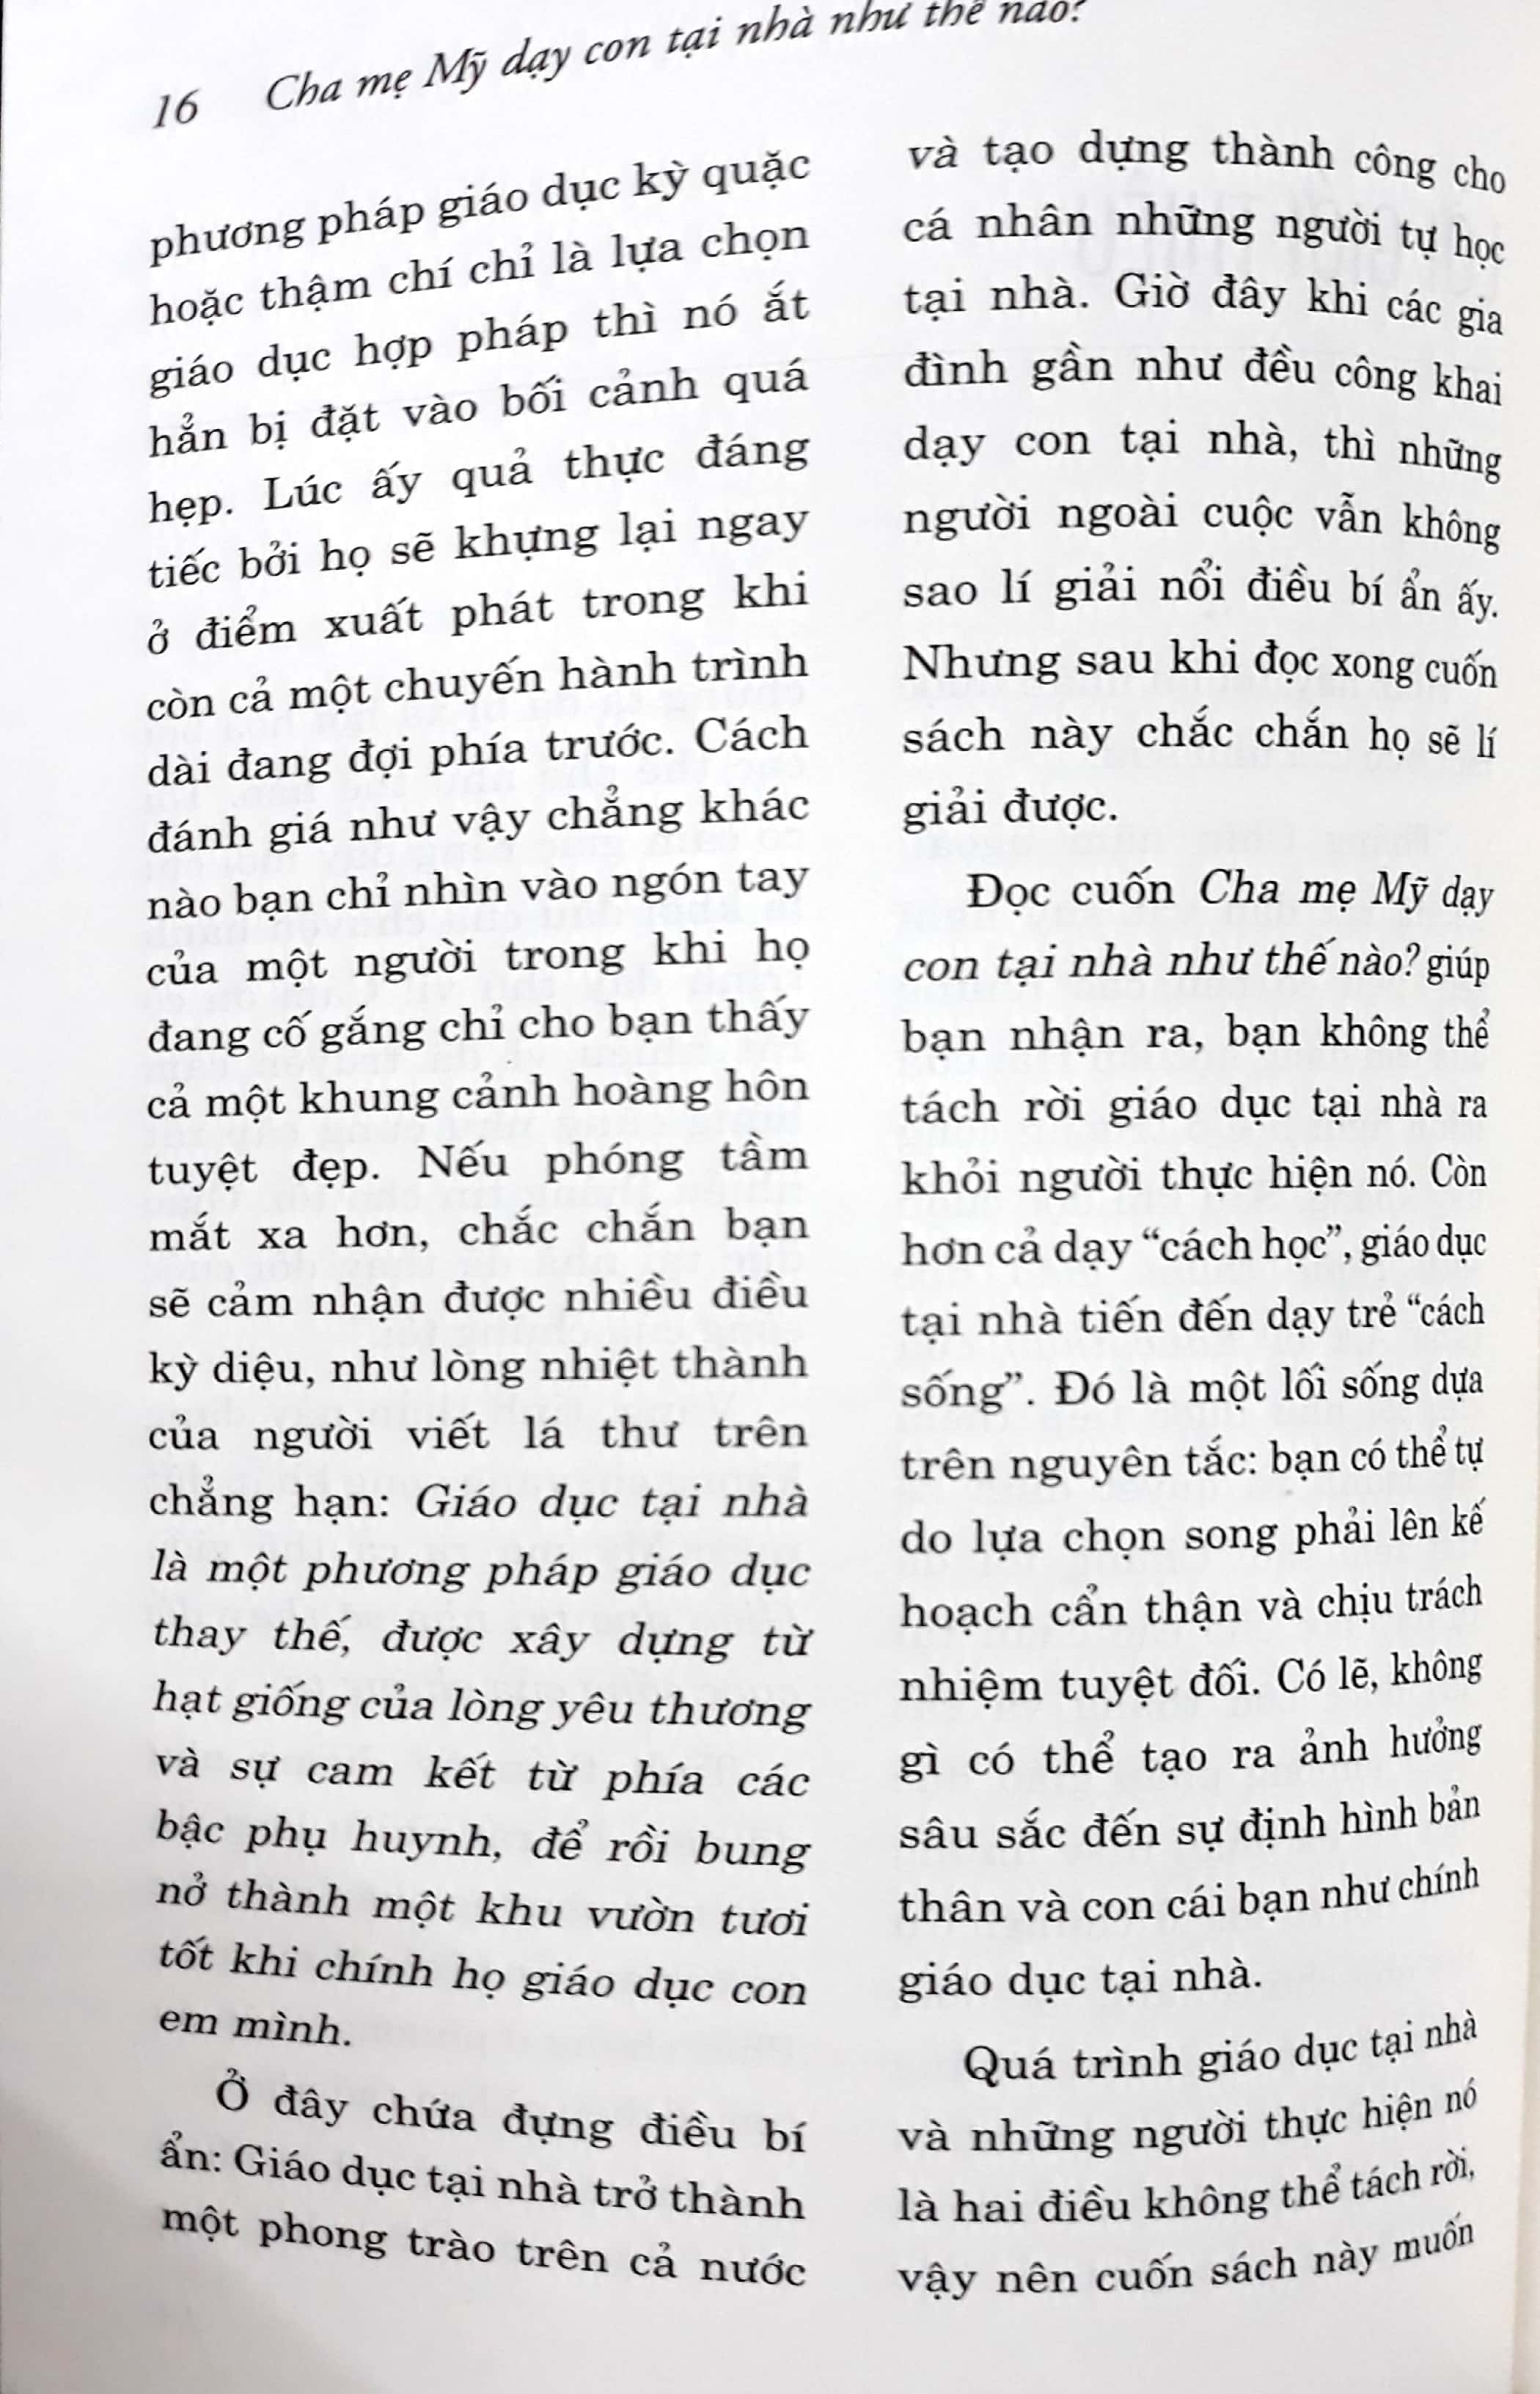 16 Cha mẹ Mỹ dạy con tại nhà như thế nào?
phương pháp giáo dục kỳ quặc
hoặc thậm chí chỉ là lựa chọn
giáo dục hợp pháp thì nó ắt
hẳn bị đặt vào bối cảnh quá
hẹp. Lúc ấy quả thực đáng
tiếc bởi họ sẽ khựng lại ngay
ở điểm xuất phát trong khi
còn cả một chuyến hành trình
dài đang đợi phía trước. Cách
đánh giá như vậy chẳng khác
nào bạn chỉ nhìn vào ngón tay
của một người trong khi họ
đang cố gắng chỉ cho bạn thấy
cả một khung cảnh hoàng hôn
tuyệt đẹp. Nếu phóng tầm
mắt xa hơn, chắc chắn bạn
sẽ cảm nhận được nhiều điều
kỳ diệu, như lòng nhiệt thành
của người viết lá thư trên
chẳng hạn: Giáo dục tại nhà
là một phương pháp giáo dục
thay thế, được xây dựng từ
hạt giống của lòng yêu thương
và sự cam kết từ phía các
bậc phụ huynh, để rồi bung
nở thành một khu vườn tươi
tốt khi chính họ giáo dục con
em mình.
Ở đây chứa đựng điều bí
ẩn: Giáo dục tại nhà trở thành
một phong trào trên cả nước
và tạo dựng thành công cho
cá nhân những người tự học
tại nhà. Giờ đây khi các gia
đình gần như đều công khai
dạy con tại nhà, thì những
người ngoài cuộc vẫn không
sao lí giải nổi điều bí ẩn ấy.
Nhưng sau khi đọc xong cuốn
sách này chắc chắn họ sẽ lí
giải được.
Đọc cuốn Cha mẹ Mỹ dạy
con tại nhà như thế nào? giúp
bạn nhận ra, bạn không thể
tách rời giáo dục tại nhà ra
khỏi người thực hiện nó. Còn
hơn cả dạy “cách học”, giáo dục
tại nhà tiến đến dạy trẻ “cách
sống”. Đó là một lối sống dựa
trên nguyên tắc: bạn có thể tự
do lựa chọn song phải lên kế
hoạch cẩn thận và chịu trách
nhiệm tuyệt đối. Có lẽ, không
gì có thể tạo ra ảnh hưởng
sâu sắc đến sự định hình bản
thân và con cái bạn như chính
giáo dục tại nhà.
Quá trình giáo dục tại nhà
và những người thực hiện nó
là hai điều không thể tách rời,
vậy nên cuốn sách này muốn